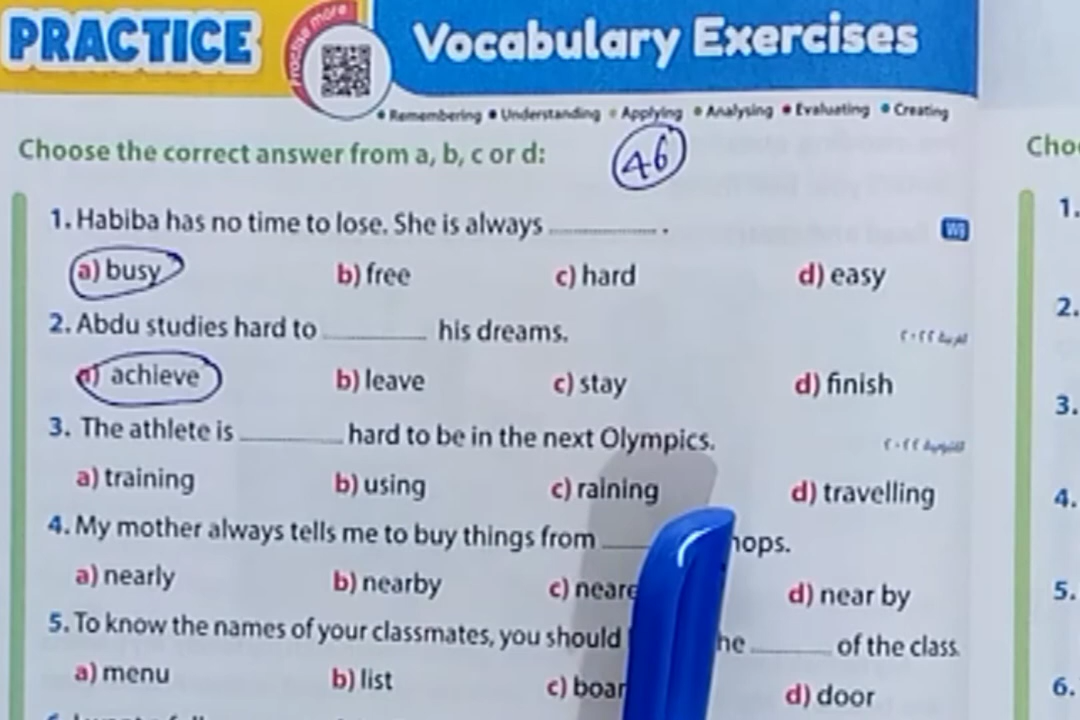 PRACTICE
Practise more
Vocabulary Exercises
• Remembering • Understanding • Applying • Analysing • Evaluating • Creating
Choose the correct answer from a, b, c or d:
46
1. Habiba has no time to lose. She is always ............ .
WB
a) busy b) free c) hard d) easy
2. Abdu studies hard to ............ his dreams.
a) achieve b) leave c) stay d) finish
3. The athlete is ............ hard to be in the next Olympics.
a) training b) using c) raining d) travelling
4. My mother always tells me to buy things from hops.
a) nearly b) nearby c) neare d) near by
5. To know the names of your classmates, you should he ............ of the class.
a) menu b) list c) boar d) door
Cho
1.
2.
3.
4.
5.
6.